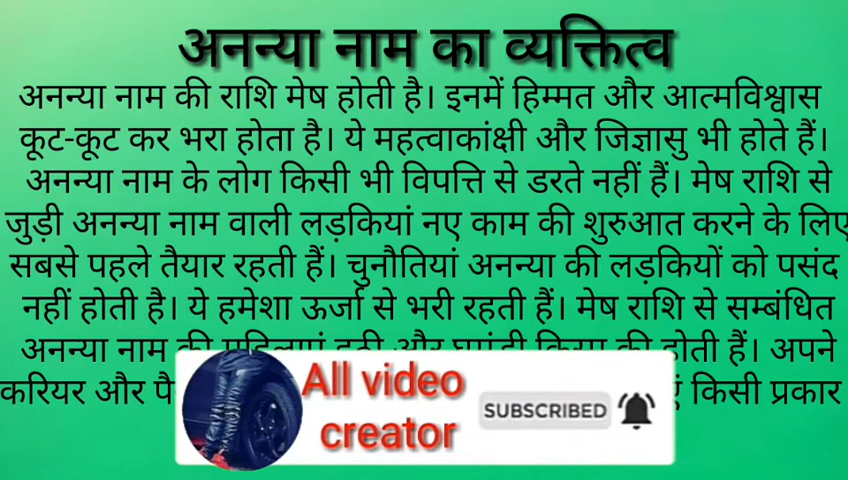 अनन्या नाम का व्यक्तित्व
अनन्या नाम की राशि मेष होती है। इनमें हिम्मत और आत्मविश्वास
कूट-कूट कर भरा होता है। ये महत्वाकांक्षी और जिज्ञासु भी होते हैं।
अनन्या नाम के लोग किसी भी विपत्ति से डरते नहीं हैं। मेष राशि से
जुड़ी अनन्या नाम वाली लड़कियां नए काम की शुरुआत करने के लिए
सबसे पहले तैयार रहती हैं। चुनौतियां अनन्या की लड़कियों को पसंद
नहीं होती है। ये हमेशा ऊर्जा से भरी रहती हैं। मेष राशि से सम्बंधित
अनन्या नाम की होती हैं। अपने
करियर और किसी प्रकार
All video
creator
SUBSCRIBED